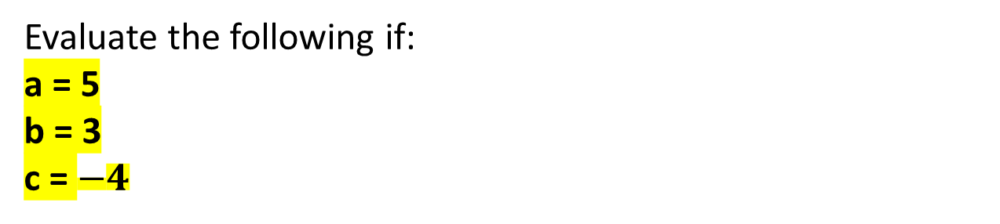 Evaluate the following if:
a = 5
b = 3
c = −4